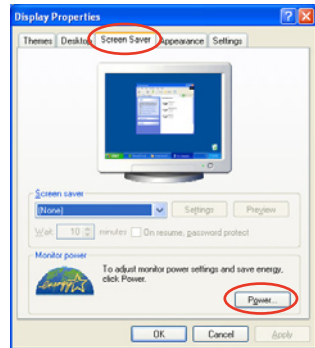 Display Properties
Themes Desktop Screen Saver Appearance Settings
Screen saver
(None) Settings Preview
Wait: 10 minutes On resume, password protect
Monitor power
To adjust monitor power settings and save energy,
click Power.
Power...
OK Cancel Apply